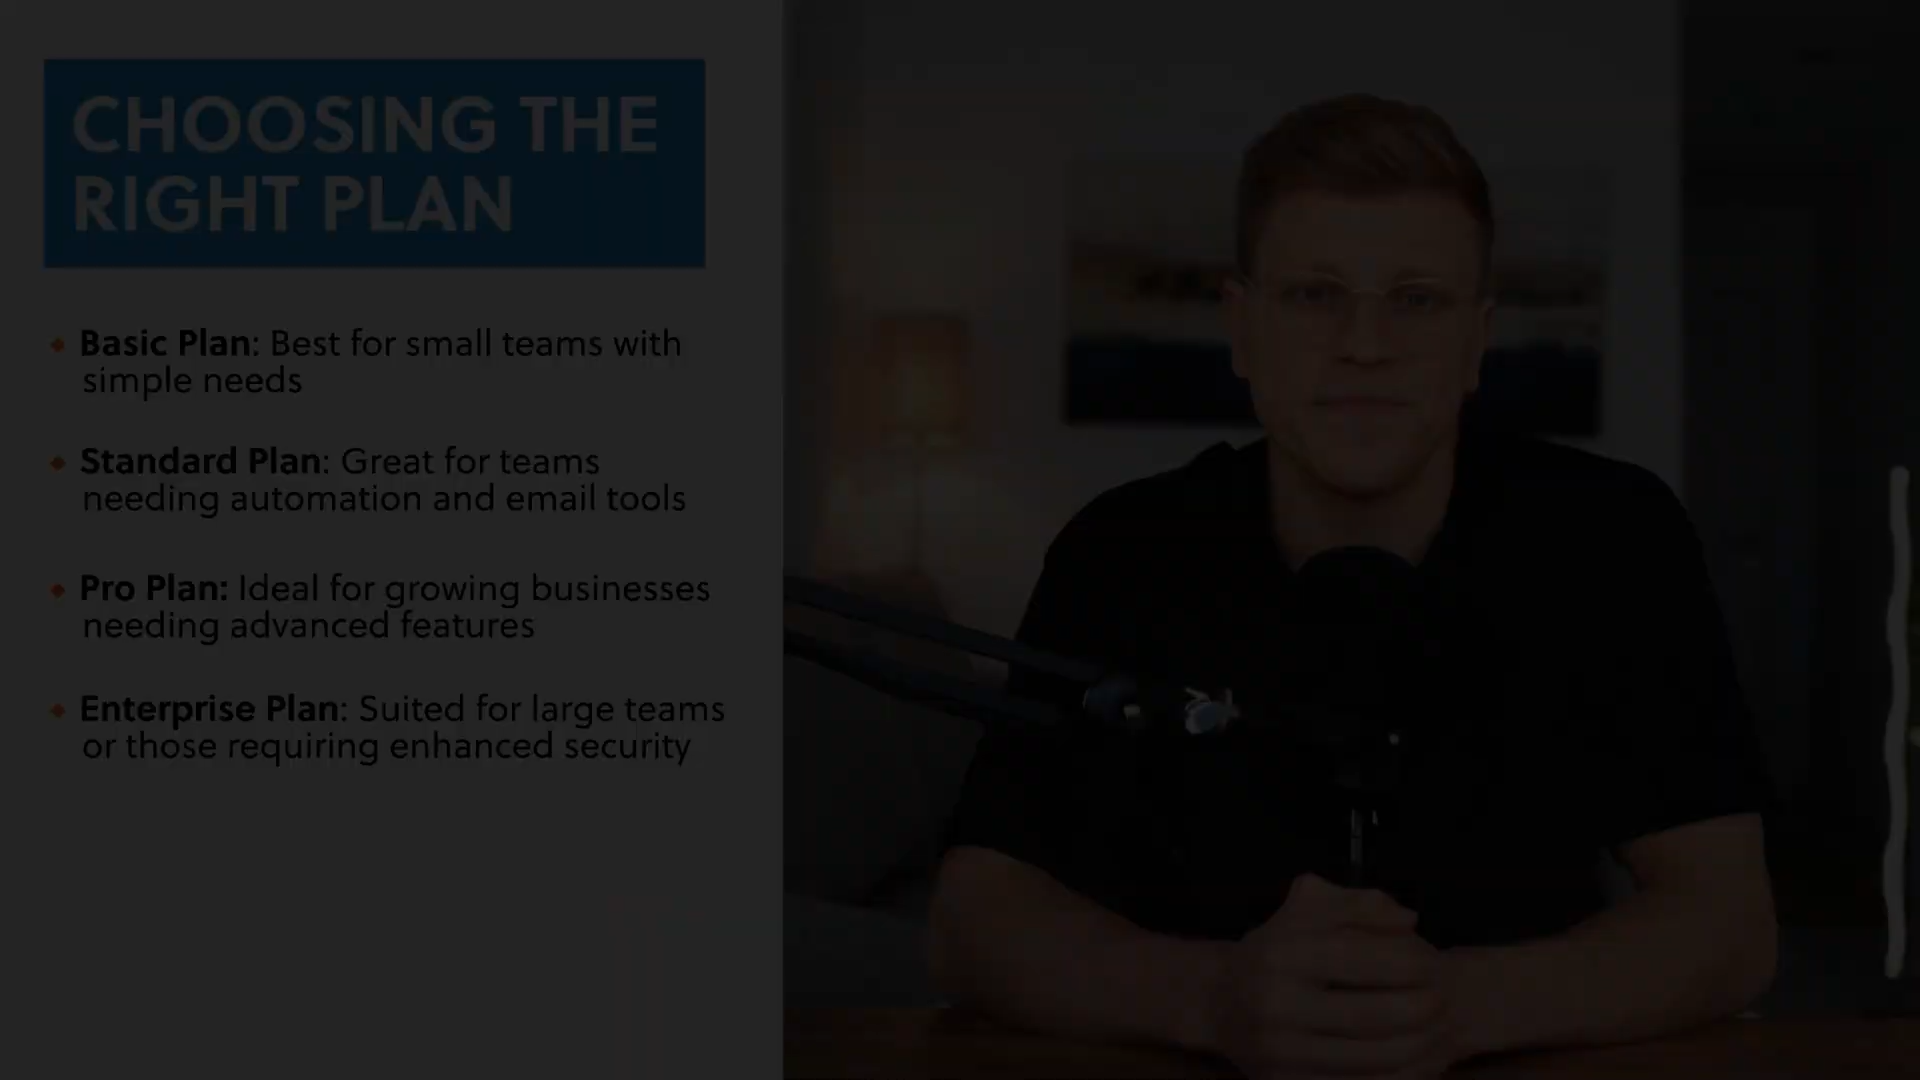 CHOOSING THE
RIGHT PLAN
Basic Plan: Best for small teams with
simple needs
Standard Plan: Great for teams
needing automation and email tools
Pro Plan: Ideal for growing businesses
needing advanced features
Enterprise Plan: Suited for large teams
or those requiring enhanced security